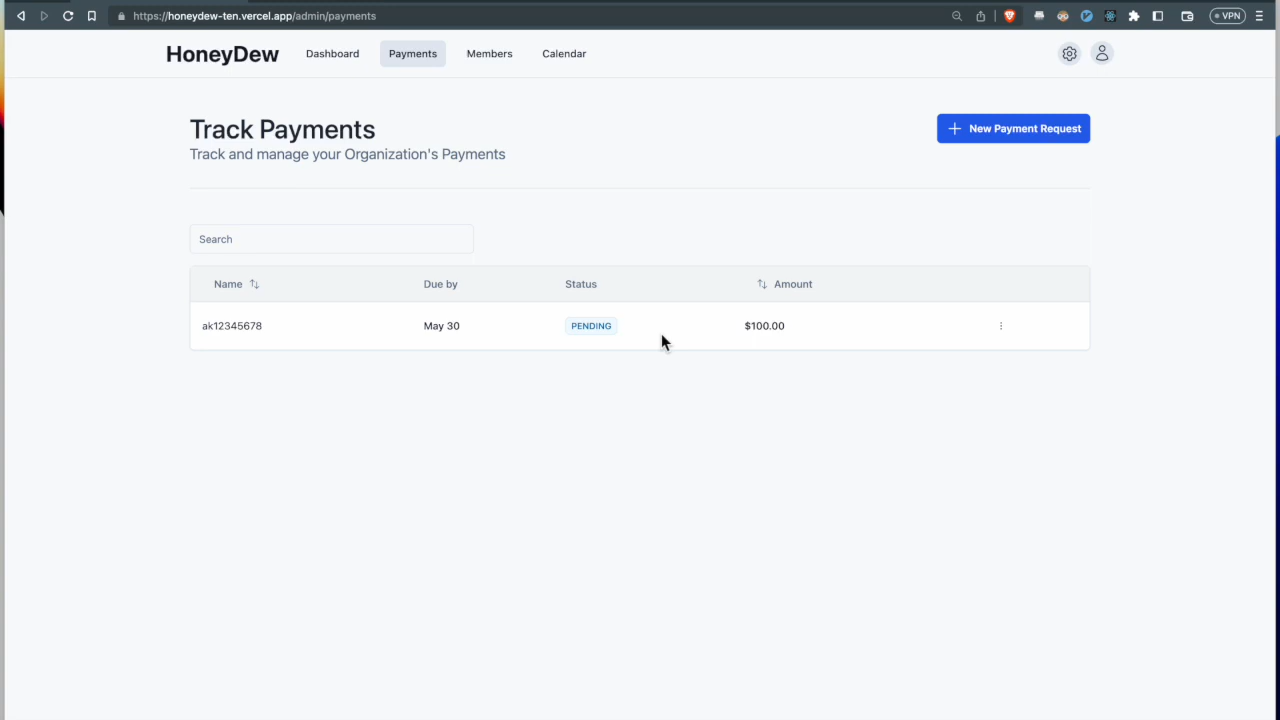 https://honeydew-ten.vercel.app/admin/payments
VPN
HoneyDew Dashboard Payments Members Calendar
Track Payments
New Payment Request
Track and manage your Organization's Payments
Search
Name Due by Status Amount
ak12345678 May 30 PENDING $100.00